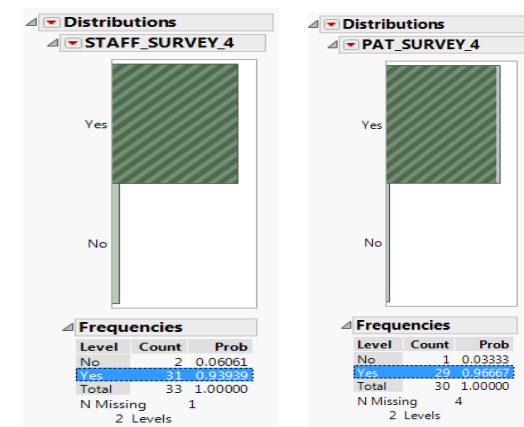 Distributions
STAFF_SURVEY_4
Yes
No
Frequencies
Level Count Prob
No 2 0.06061
Yes 31 0.93939
Total 33 1.00000
N Missing 1
2 Levels
Distributions
PAT_SURVEY_4
Yes
No
Frequencies
Level Count Prob
No 1 0.03333
Yes 29 0.96667
Total 30 1.00000
N Missing 4
2 Levels